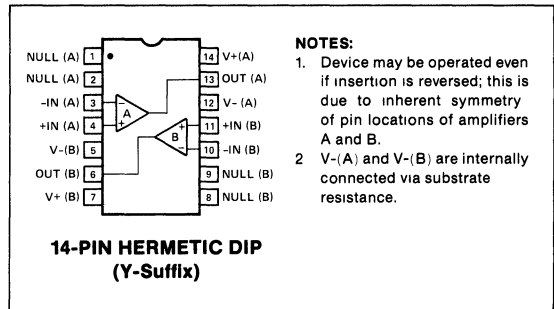 NULL (A) 1
NULL (A) 2
-IN (A) 3
+IN (A) 4
V-(B) 5
OUT (B) 6
V+ (B) 7
14 V+(A)
13 OUT (A)
12 V- (A)
11 +IN (B)
10 -IN (B)
9 NULL (B)
8 NULL (B)
- A +
+ B -
14-PIN HERMETIC DIP
(Y-Suffix)
NOTES:
1. Device may be operated even
if insertion is reversed; this is
due to inherent symmetry
of pin locations of amplifiers
A and B.
2 V-(A) and V-(B) are internally
connected via substrate
resistance.